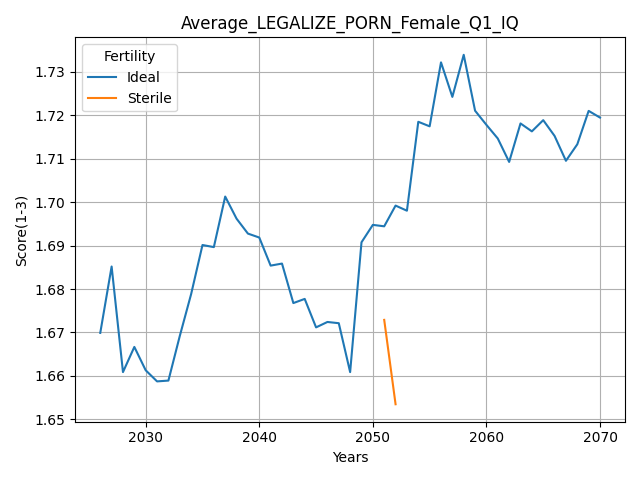 Average_LEGALIZE_PORN_Female_Q1_IQ
Fertility
Ideal
Sterile
Score(1-3)
1.73
1.72
1.71
1.70
1.69
1.68
1.67
1.66
1.65
2030 2040 2050 2060 2070
Years